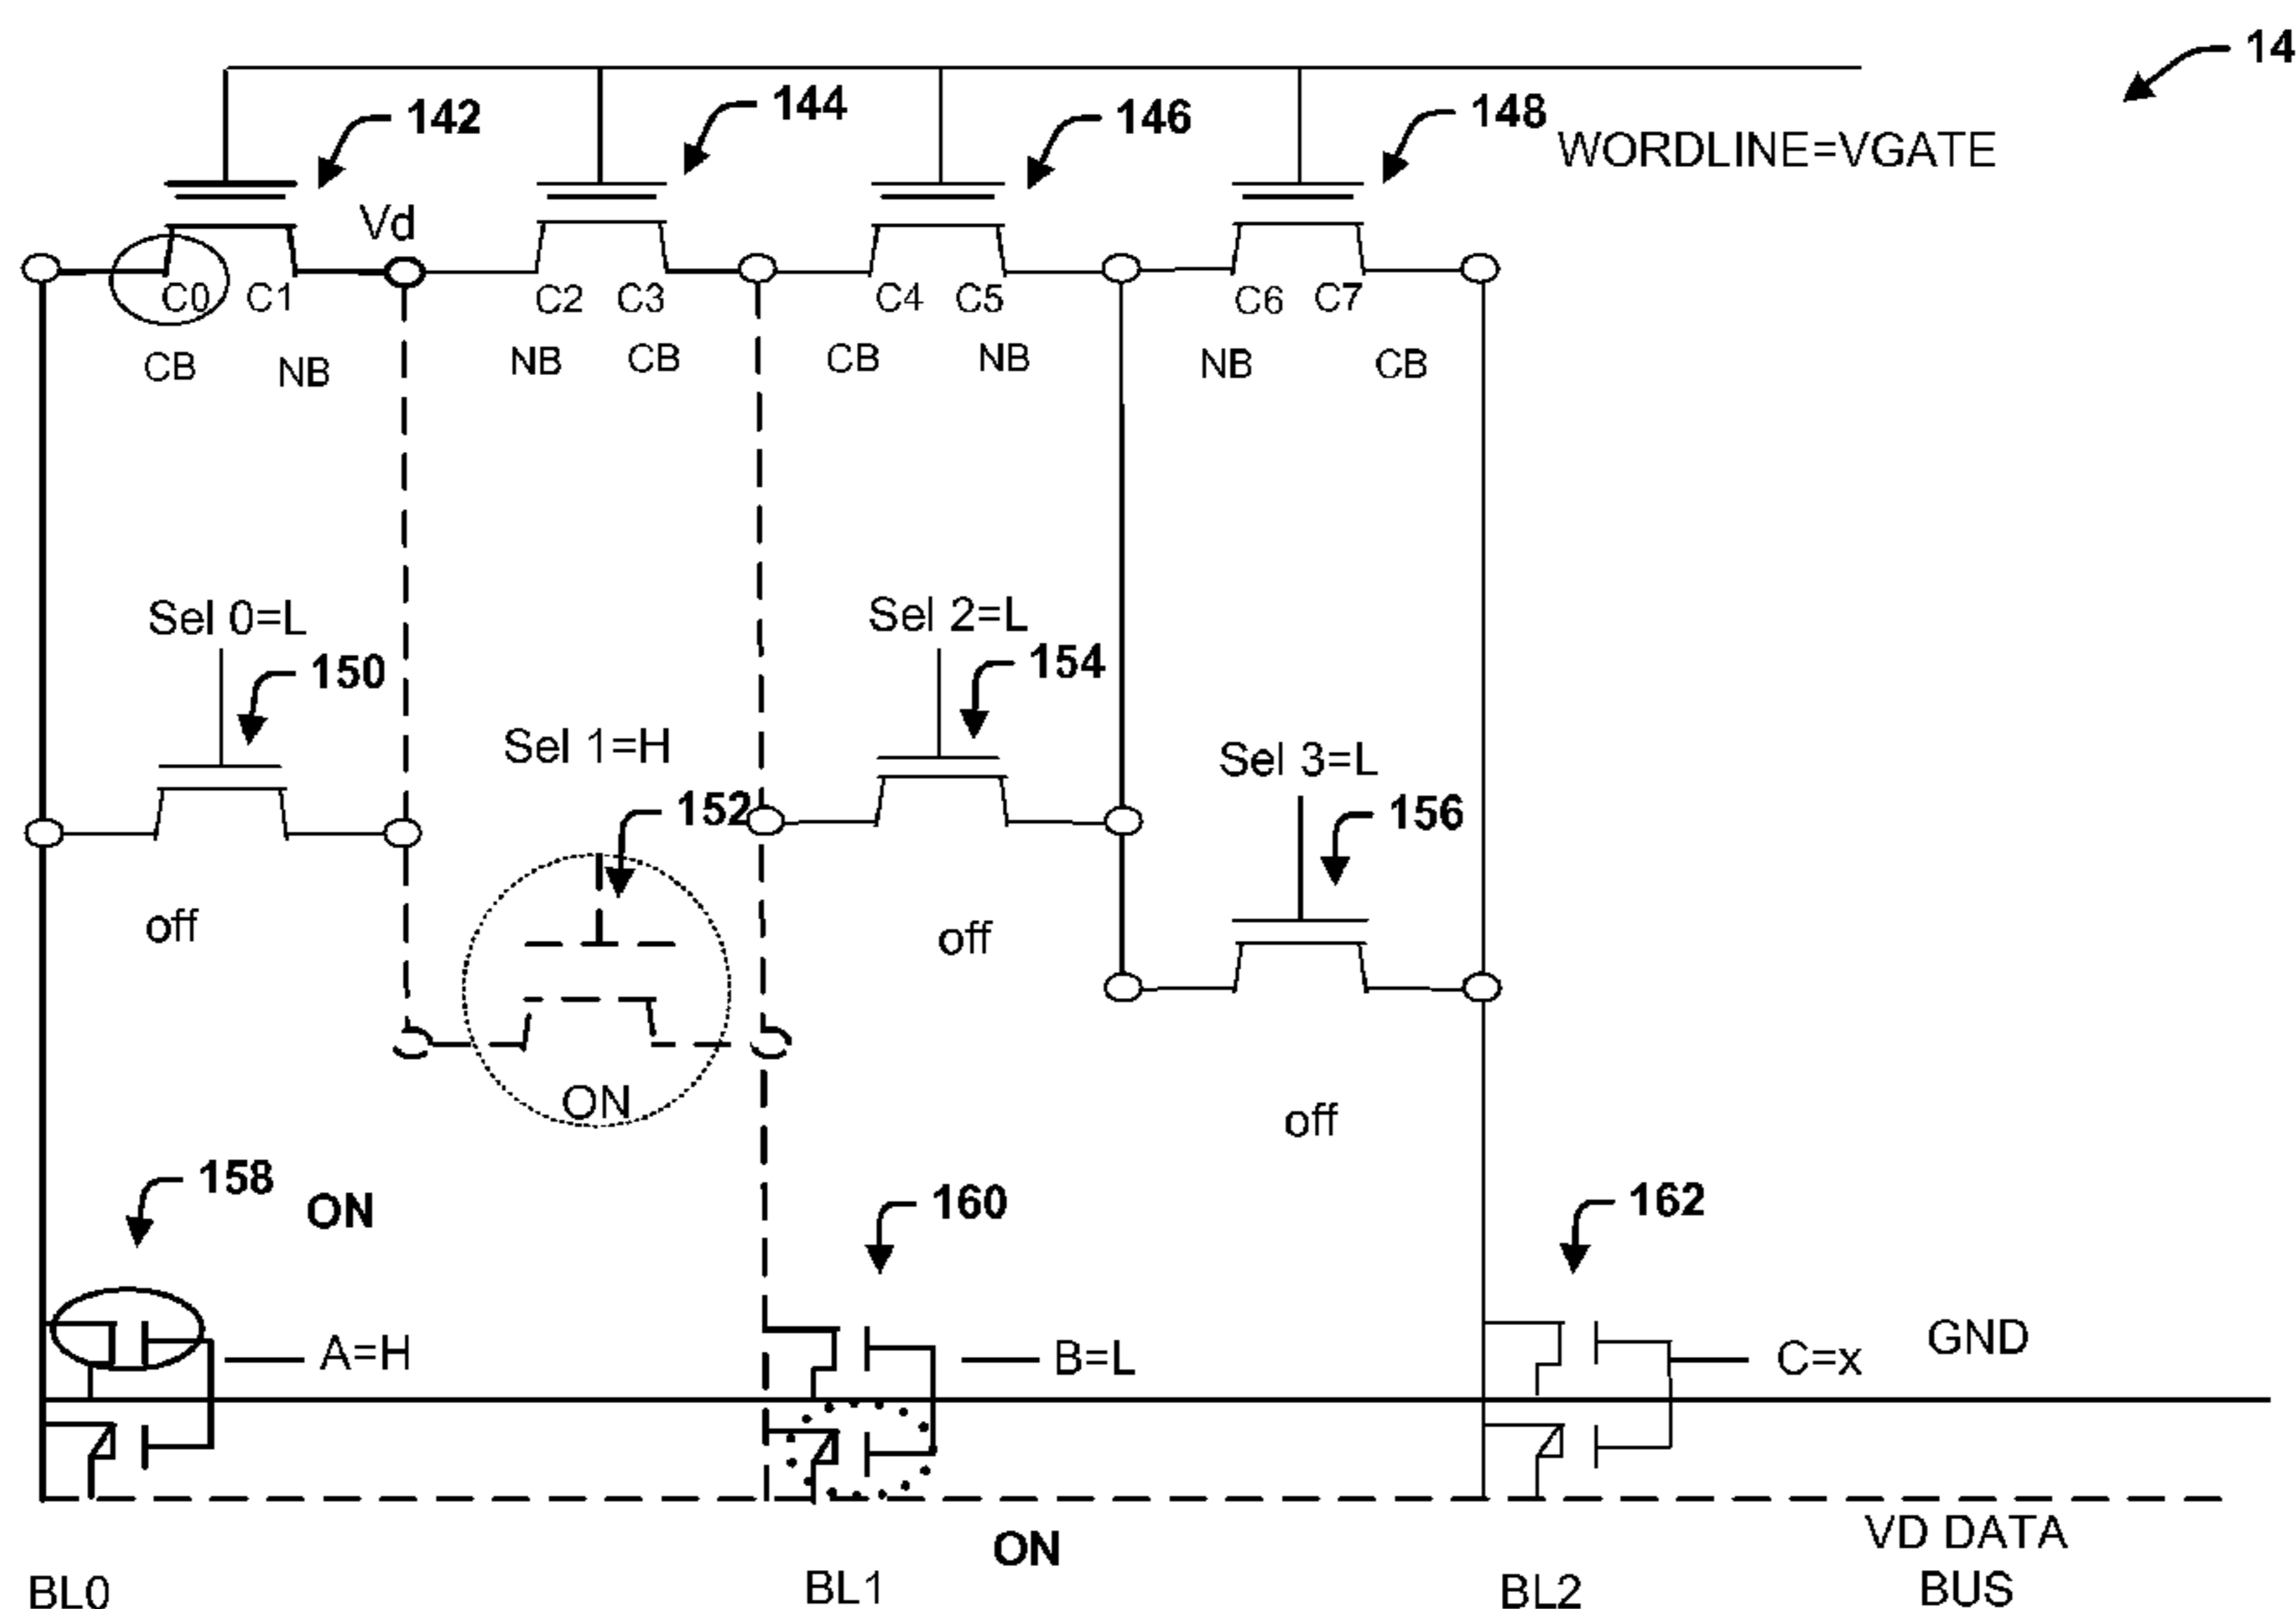 14
142
144
146
148
WORDLINE=VGATE
Vd
C0 C1 C2 C3 C4 C5 C6 C7
CB NB NB CB CB NB NB CB
Sel 0=L
150
Sel 2=L
154
Sel 1=H
152
Sel 3=L
156
off
off
ON
off
158
ON
160
162
A=H
B=L
C=x
GND
ON
VD DATA
BUS
BL0
BL1
BL2